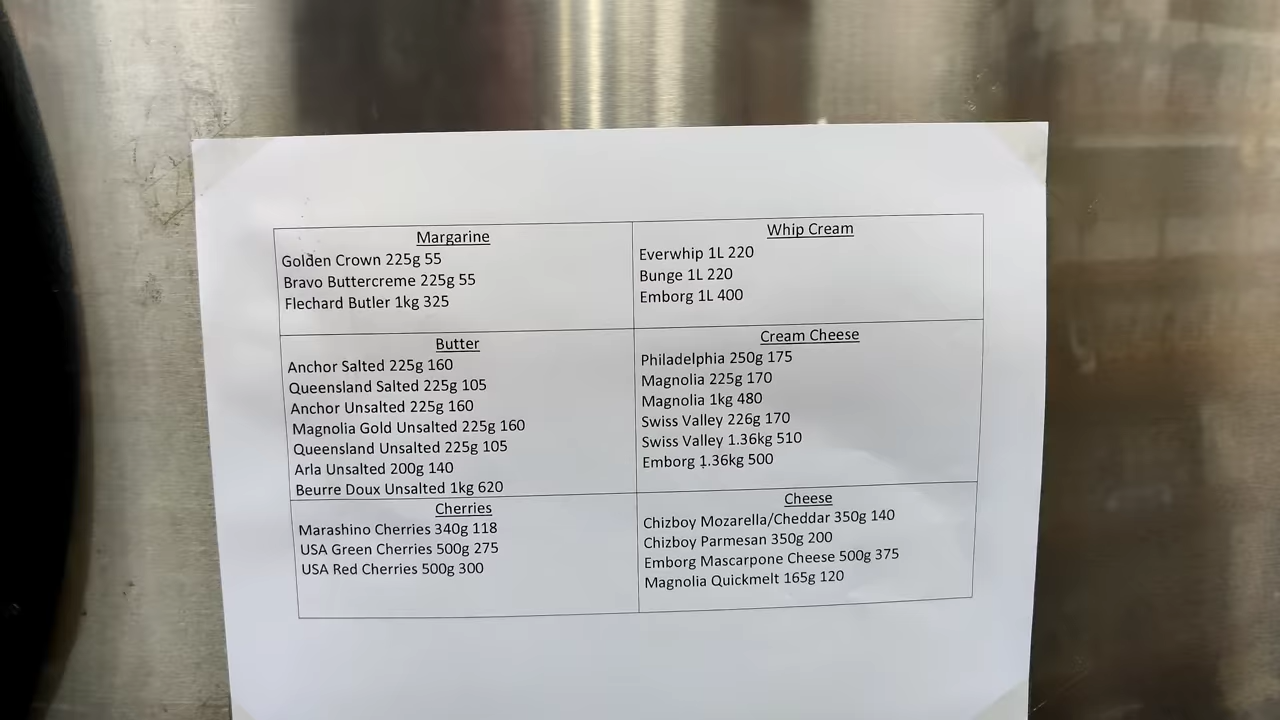 Margarine
Golden Crown 225g 55
Bravo Buttercreme 225g 55
Flechard Butler 1kg 325
Whip Cream
Everwhip 1L 220
Bunge 1L 220
Emborg 1L 400
Butter
Anchor Salted 225g 160
Queensland Salted 225g 105
Anchor Unsalted 225g 160
Magnolia Gold Unsalted 225g 160
Queensland Unsalted 225g 105
Arla Unsalted 200g 140
Beurre Doux Unsalted 1kg 620
Cream Cheese
Philadelphia 250g 175
Magnolia 225g 170
Magnolia 1kg 480
Swiss Valley 226g 170
Swiss Valley 1.36kg 510
Emborg 1.36kg 500
Cherries
Marashino Cherries 340g 118
USA Green Cherries 500g 275
USA Red Cherries 500g 300
Cheese
Chizboy Mozarella/Cheddar 350g 140
Chizboy Parmesan 350g 200
Emborg Mascarpone Cheese 500g 375
Magnolia Quickmelt 165g 120